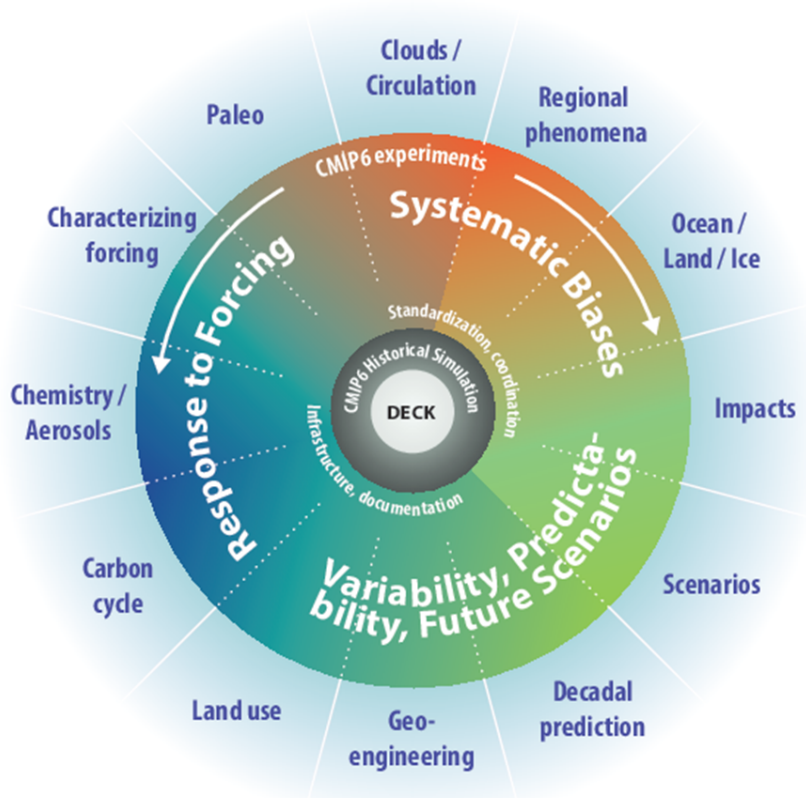 Clouds /
Circulation
Regional
phenomena
Ocean /
Land / Ice
Impacts
Scenarios
Decadal
prediction
Geo-
engineering
Land use
Carbon
cycle
Chemistry /
Aerosols
Characterizing
forcing
Paleo
CMIP6 experiments
Systematic Biases
Variability, Predicta-
bility, Future Scenarios
Response to Forcing
Standardization, coordination
Infrastructure, documentation
CMIP6 Historical Simulation
DECK